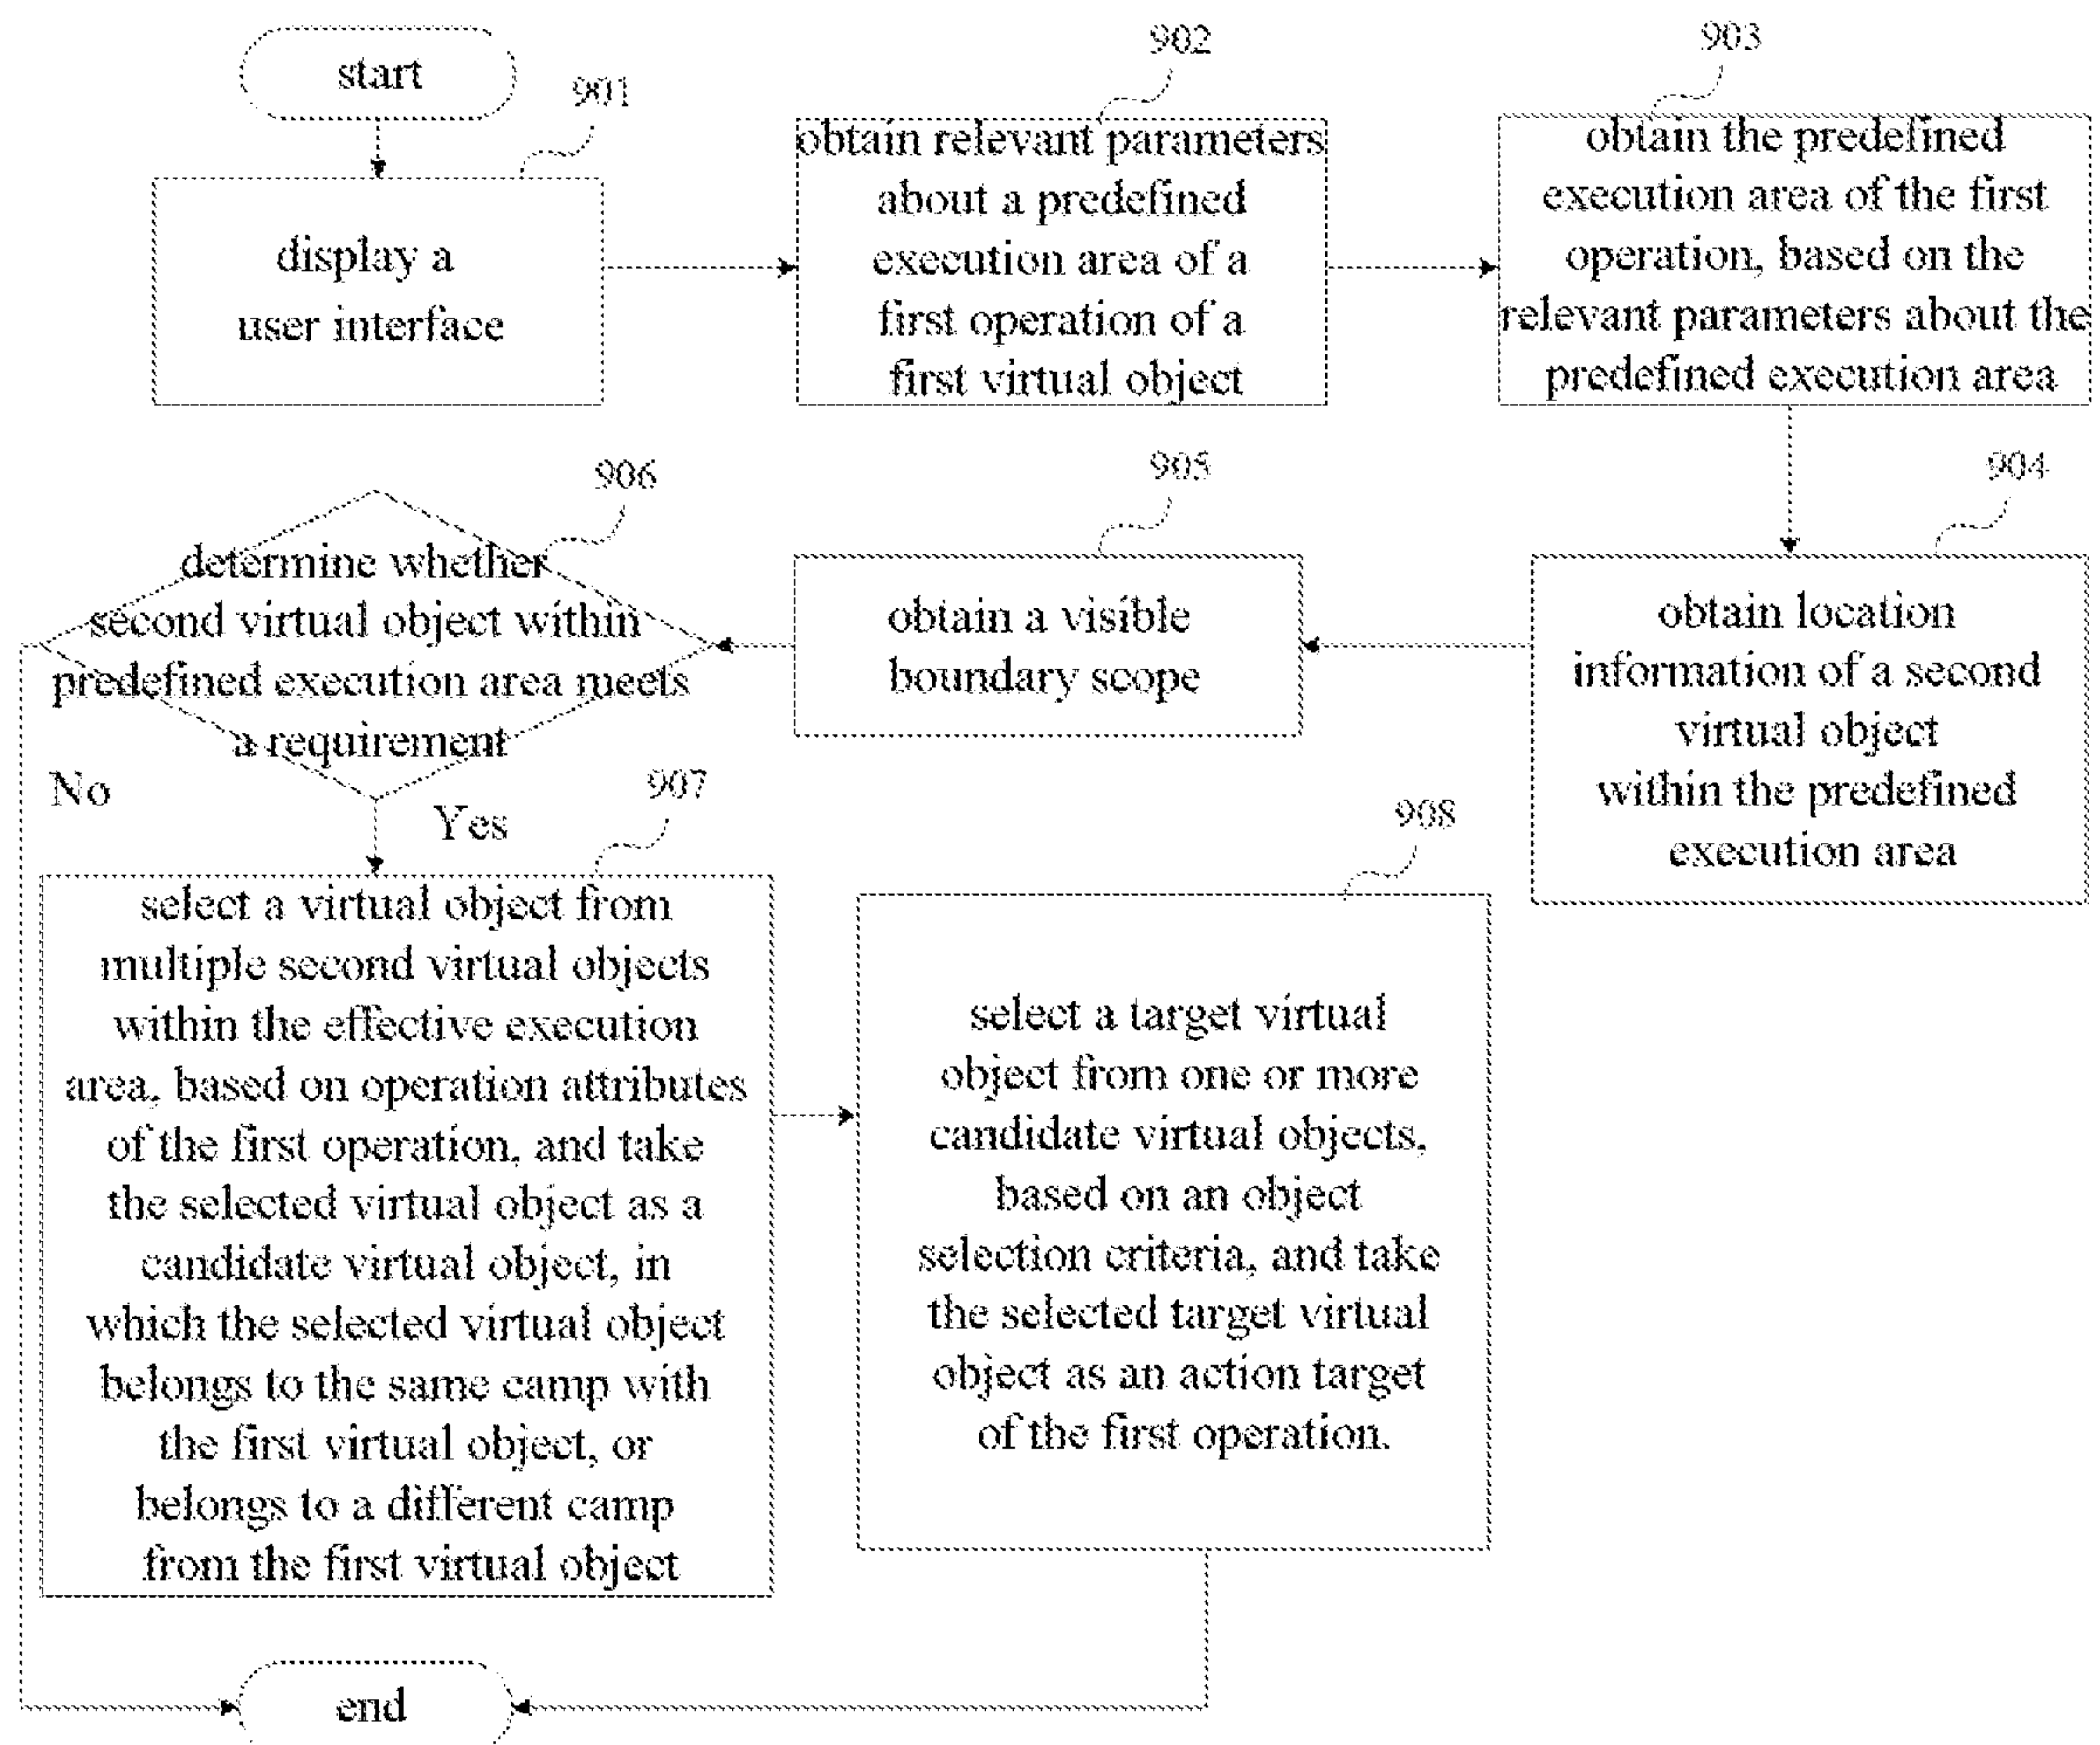 start
901
display a
user interface
902
obtain relevant parameters
about a predefined
execution area of a
first operation of a
first virtual object
903
obtain the predefined
execution area of the first
operation, based on the
relevant parameters about the
predefined execution area
904
obtain location
information of a second
virtual object
within the predefined
execution area
905
obtain a visible
boundary scope
906
determine whether
second virtual object within
predefined execution area meets
a requirement
No
Yes
907
select a virtual object from
multiple second virtual objects
within the effective execution
area, based on operation attributes
of the first operation, and take
the selected virtual object as a
candidate virtual object, in
which the selected virtual object
belongs to the same camp with
the first virtual object, or
belongs to a different camp
from the first virtual object
908
select a target virtual
object from one or more
candidate virtual objects,
based on an object
selection criteria, and take
the selected target virtual
object as an action target
of the first operation.
end